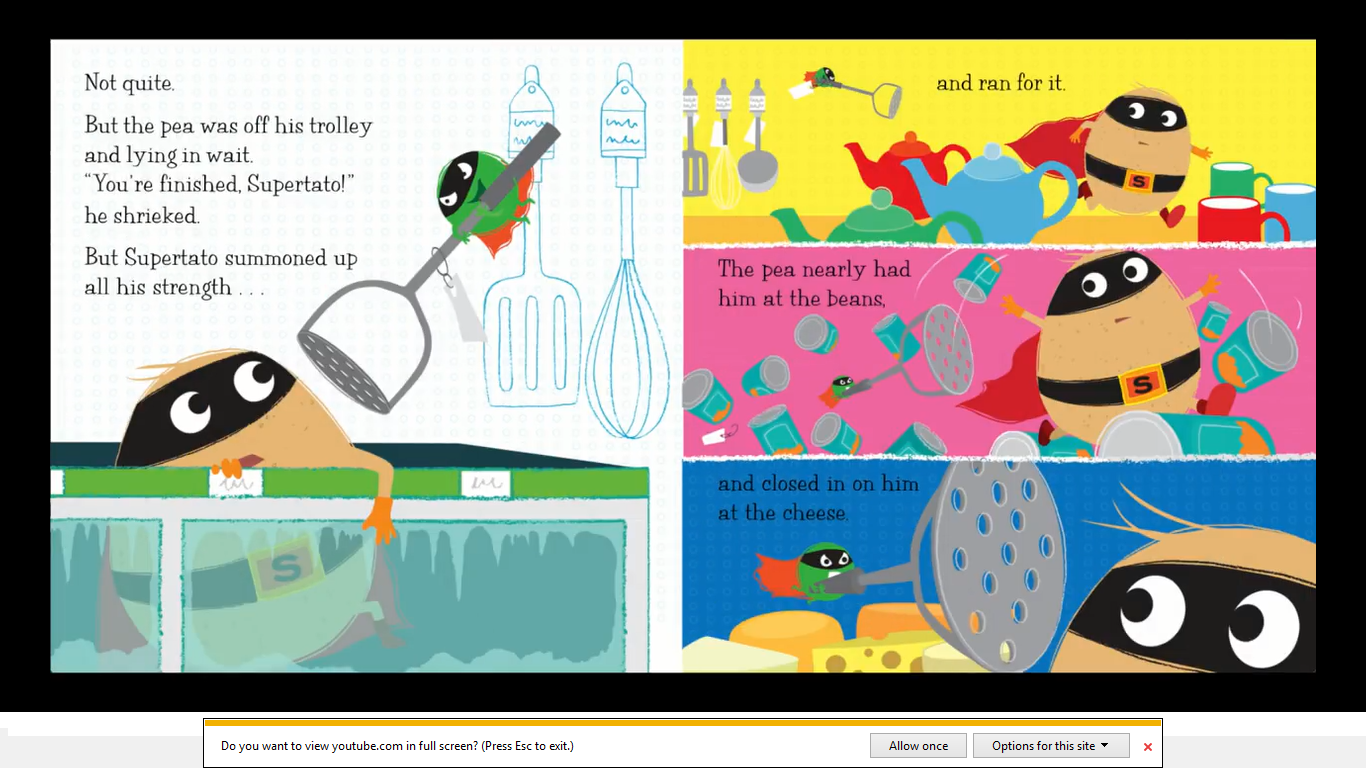 Not quite.
But the pea was off his trolley
and lying in wait.
“You're finished, Supertato!”
he shrieked.
But Supertato summoned up
all his strength . . .
and ran for it.
S
The pea nearly had
him at the beans,
S
and closed in on him
at the cheese.
S
Do you want to view youtube.com in full screen? (Press Esc to exit.)
Allow once
Options for this site